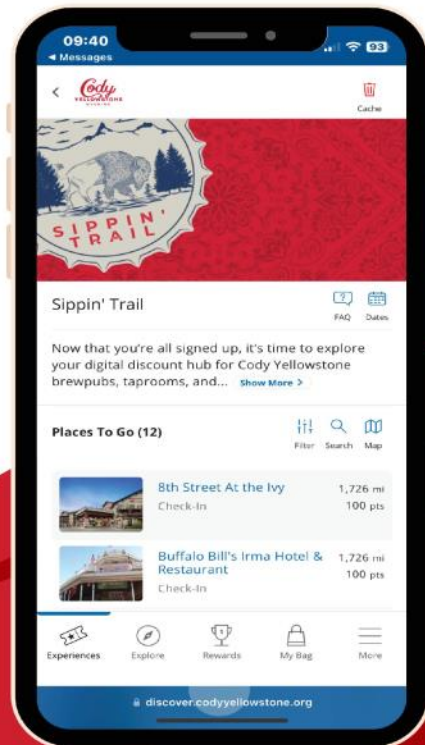 09:40
◀ Messages
93
Cody
YELLOWSTONE
Cache
SIPPIN'
TRAIL
Sippin' Trail
FAQ
Dates
Now that you're all signed up, it's time to explore
your digital discount hub for Cody Yellowstone
brewpubs, taprooms, and... Show More >
Places To Go (12)
Filter
Search
Map
8th Street At the Ivy
1,726 mi
Check-In
100 pts
Buffalo Bill's Irma Hotel &
Restaurant
1,726 mi
100 pts
Check-In
Experiences
Explore
Rewards
My Bag
More
discover.codyyellowstone.org